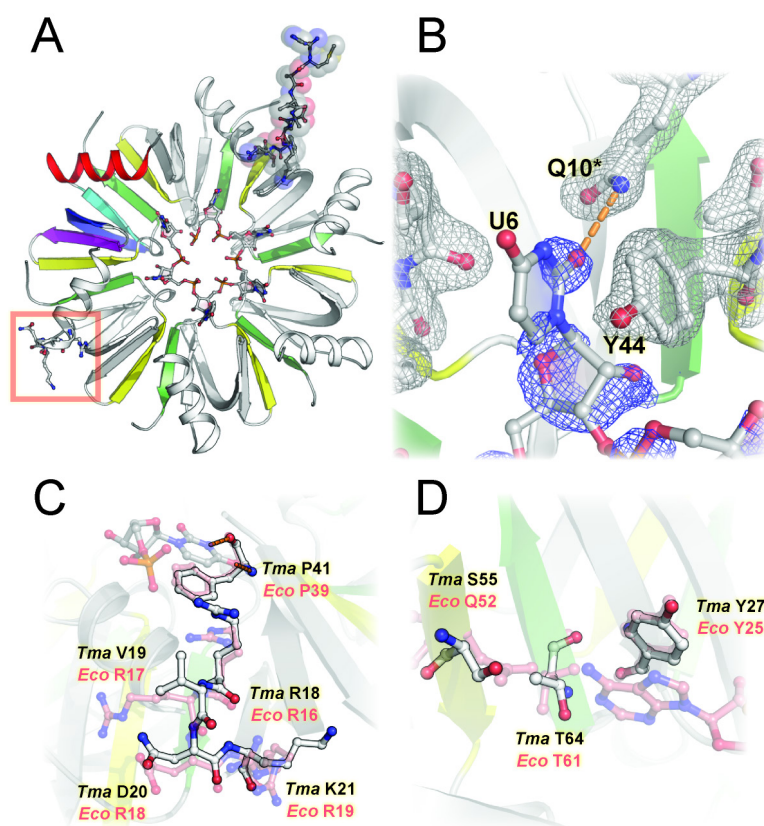 A
B
Q10*
U6
Y44
C
D
Tma P41
Eco P39
Tma V19
Eco R17
Tma R18
Eco R16
Tma D20
Eco R18
Tma K21
Eco R19
Tma S55
Eco Q52
Tma Y27
Eco Y25
Tma T64
Eco T61